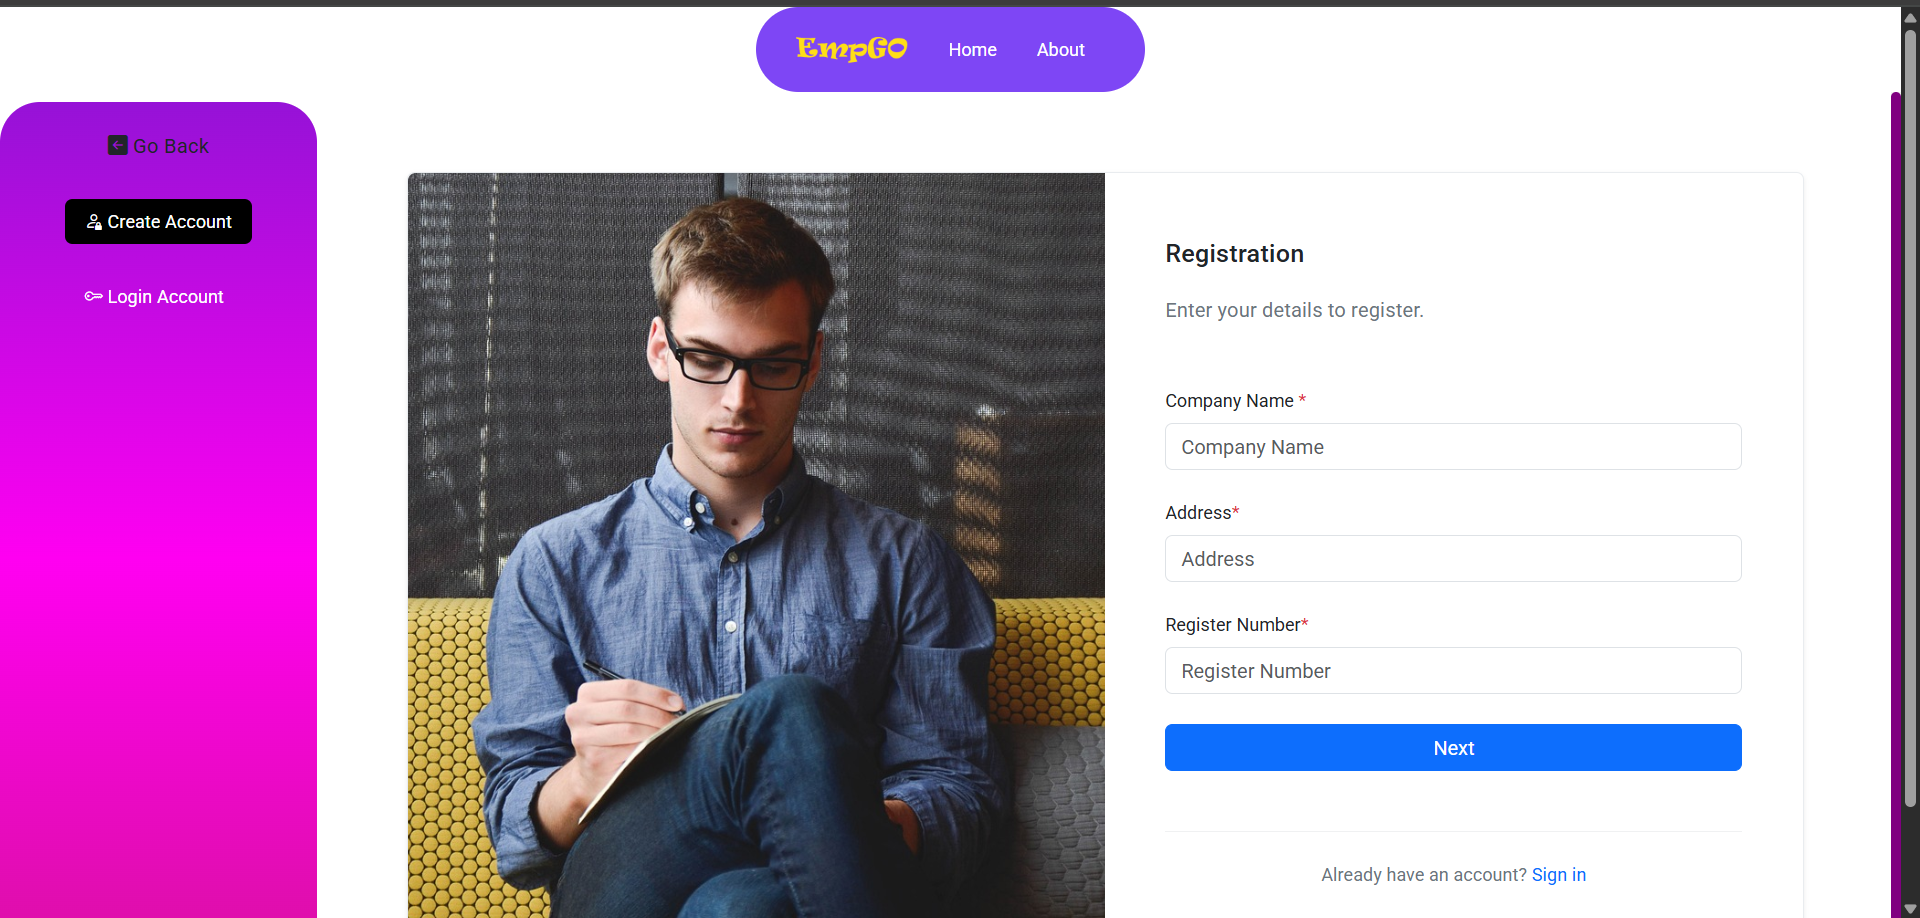 EmpGO
Home
About
Go Back
Create Account
Login Account
Registration
Enter your details to register.
Company Name *
Company Name
Address*
Address
Register Number*
Register Number
Next
Already have an account? Sign in